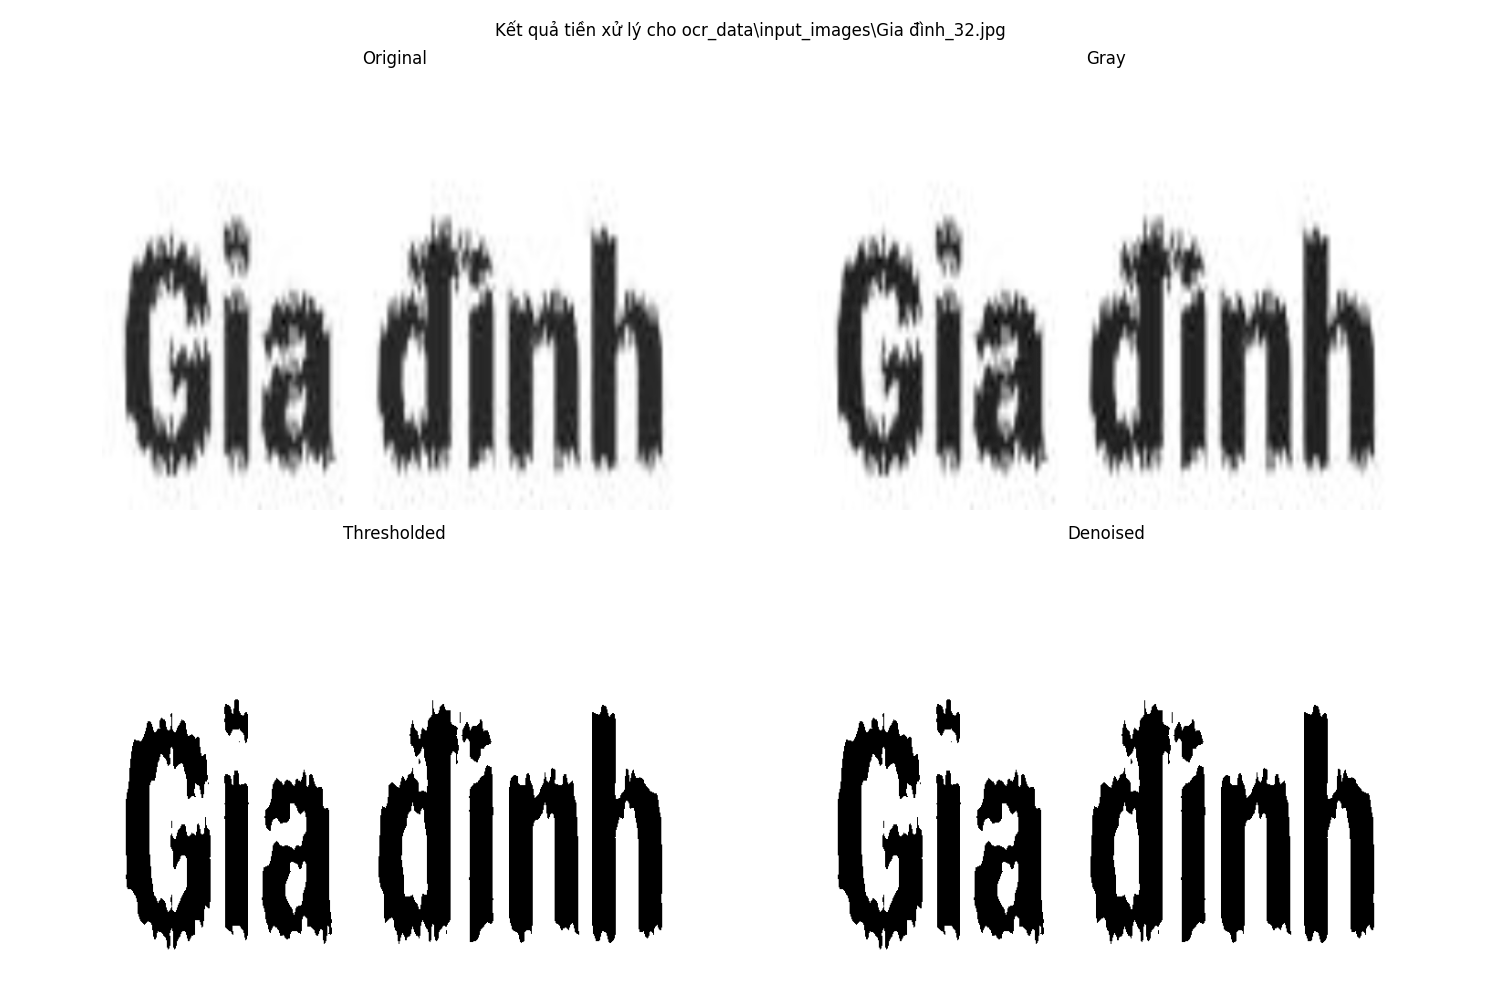 Kết quả tiền xử lý cho ocr_data\input_images\Gia đình_32.jpg
Original
Gray
Gia đình
Gia đình
Thresholded
Denoised
Gia đình
Gia đình